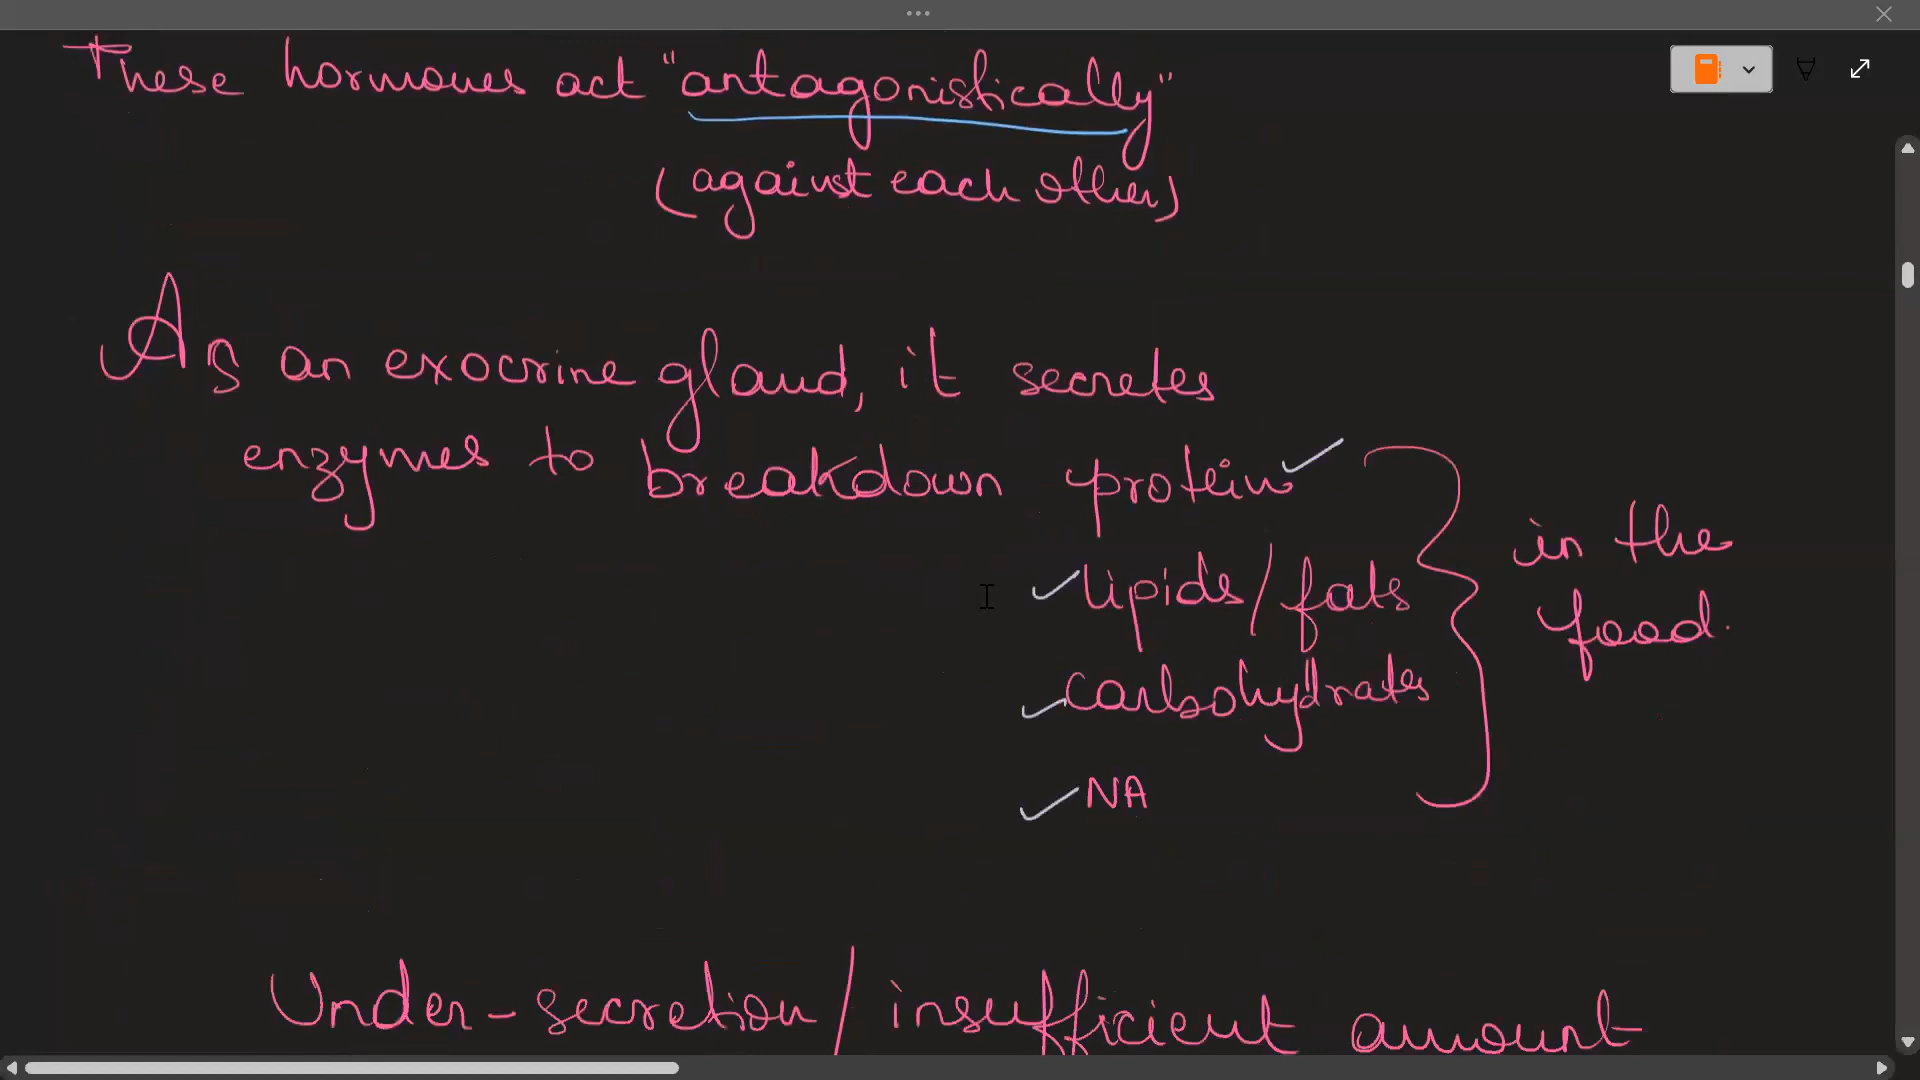 These hormones act "antagonistically"
(against each other)
As an exocrine gland, it secretes
enzymes to breakdown protein
lipids/fats
carbohydrates
NA
in the
food.
Under-secretion/insufficient amount